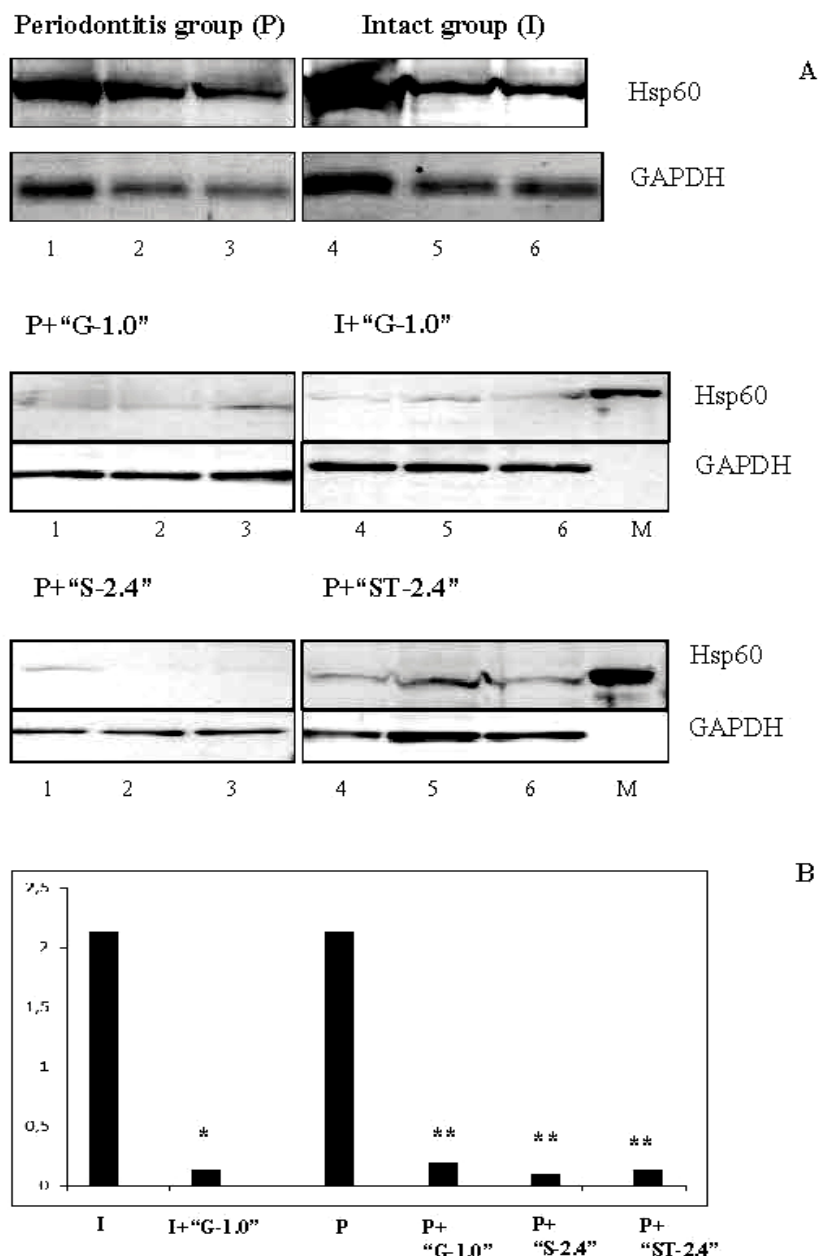 Periodontitis group (P) Intact group (I)
A
Hsp60
GAPDH
1 2 3 4 5 6
P+“G-1.0” I+“G-1.0”
Hsp60
GAPDH
1 2 3 4 5 6 M
P+“S-2.4” P+“ST-2.4”
Hsp60
GAPDH
1 2 3 4 5 6 M
B
2,5
2
1,5
1
0,5
0
* ** ** **
I I+“G-1.0” P P+ P+ P+
“G-1.0” “S-2.4” “ST-2.4”